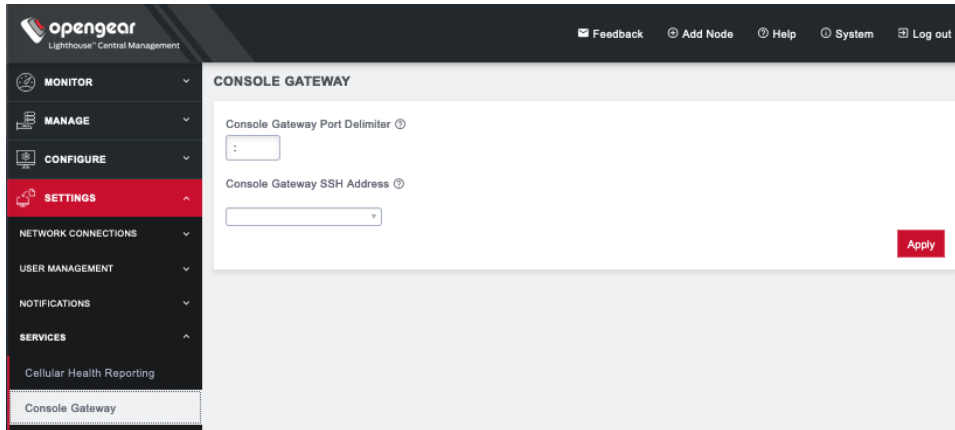 opengear
Lighthouse™ Central Management
Feedback
Add Node
Help
System
Log out
MONITOR
MANAGE
CONFIGURE
SETTINGS
NETWORK CONNECTIONS
USER MANAGEMENT
NOTIFICATIONS
SERVICES
Cellular Health Reporting
Console Gateway
CONSOLE GATEWAY
Console Gateway Port Delimiter
:
Console Gateway SSH Address
Apply